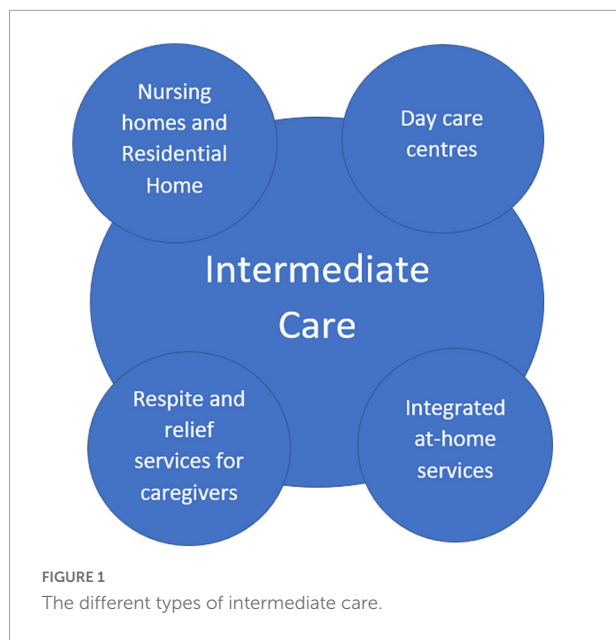 Nursing
homes and
Residential
Home
Day care
centres
Intermediate
Care
Respite and
relief
services for
caregivers
Integrated
at-home
services
FIGURE 1
The different types of intermediate care.